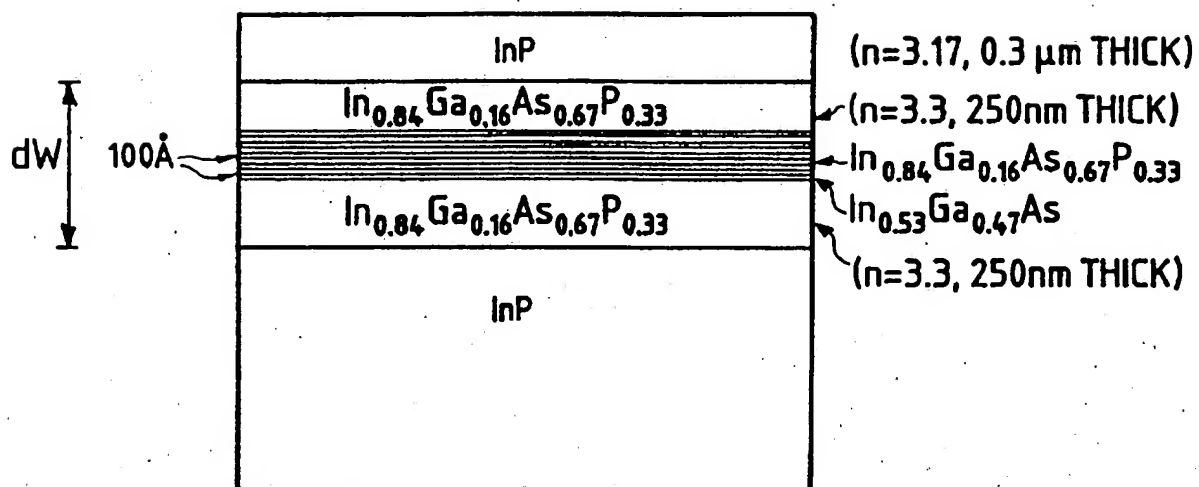 InP
(n=3.17, 0.3 µm THICK)
In0.84Ga0.16As0.67P0.33
(n=3.3, 250nm THICK)
dW
100Å
In0.84Ga0.16As0.67P0.33
In0.53Ga0.47As
In0.84Ga0.16As0.67P0.33
(n=3.3, 250nm THICK)
InP